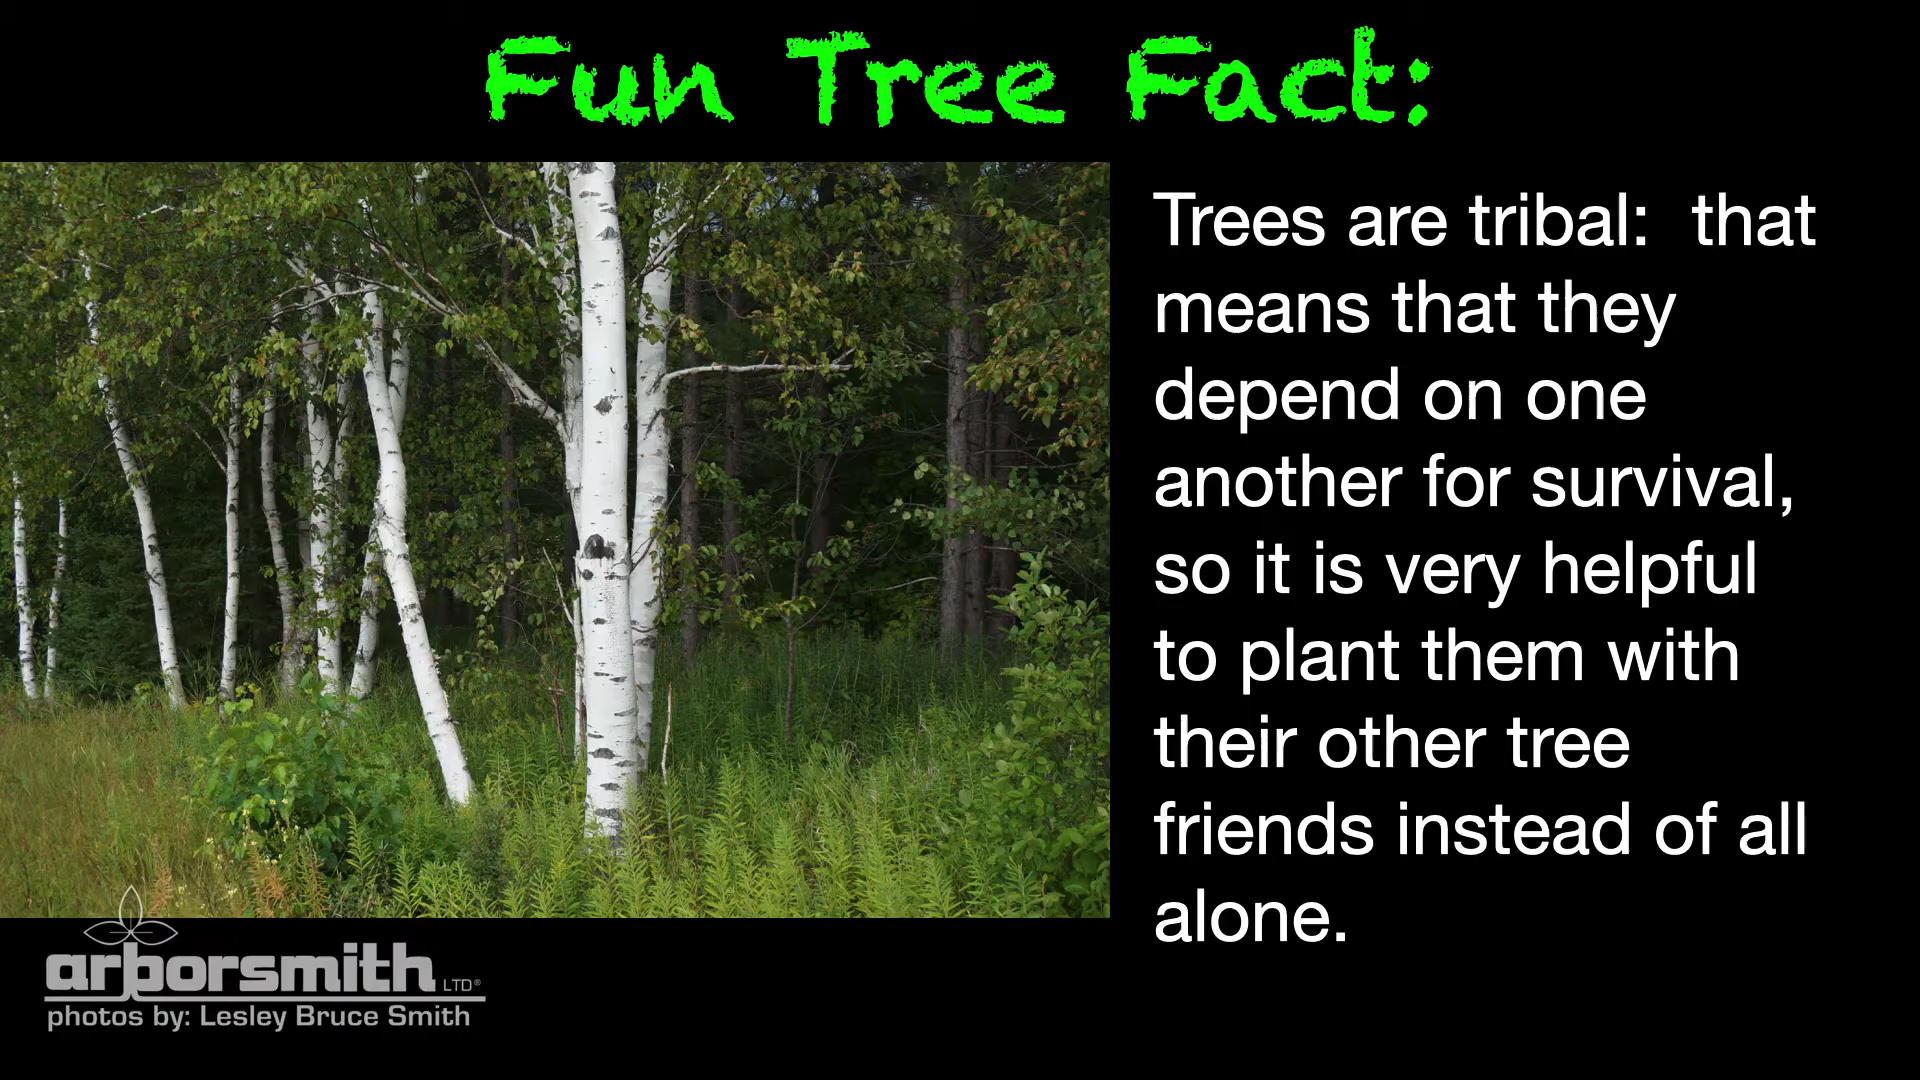 Fun Tree Fact:
Trees are tribal:  that
means that they
depend on one
another for survival,
so it is very helpful
to plant them with
their other tree
friends instead of all
alone.
arborsmith LTD®
photos by: Lesley Bruce Smith